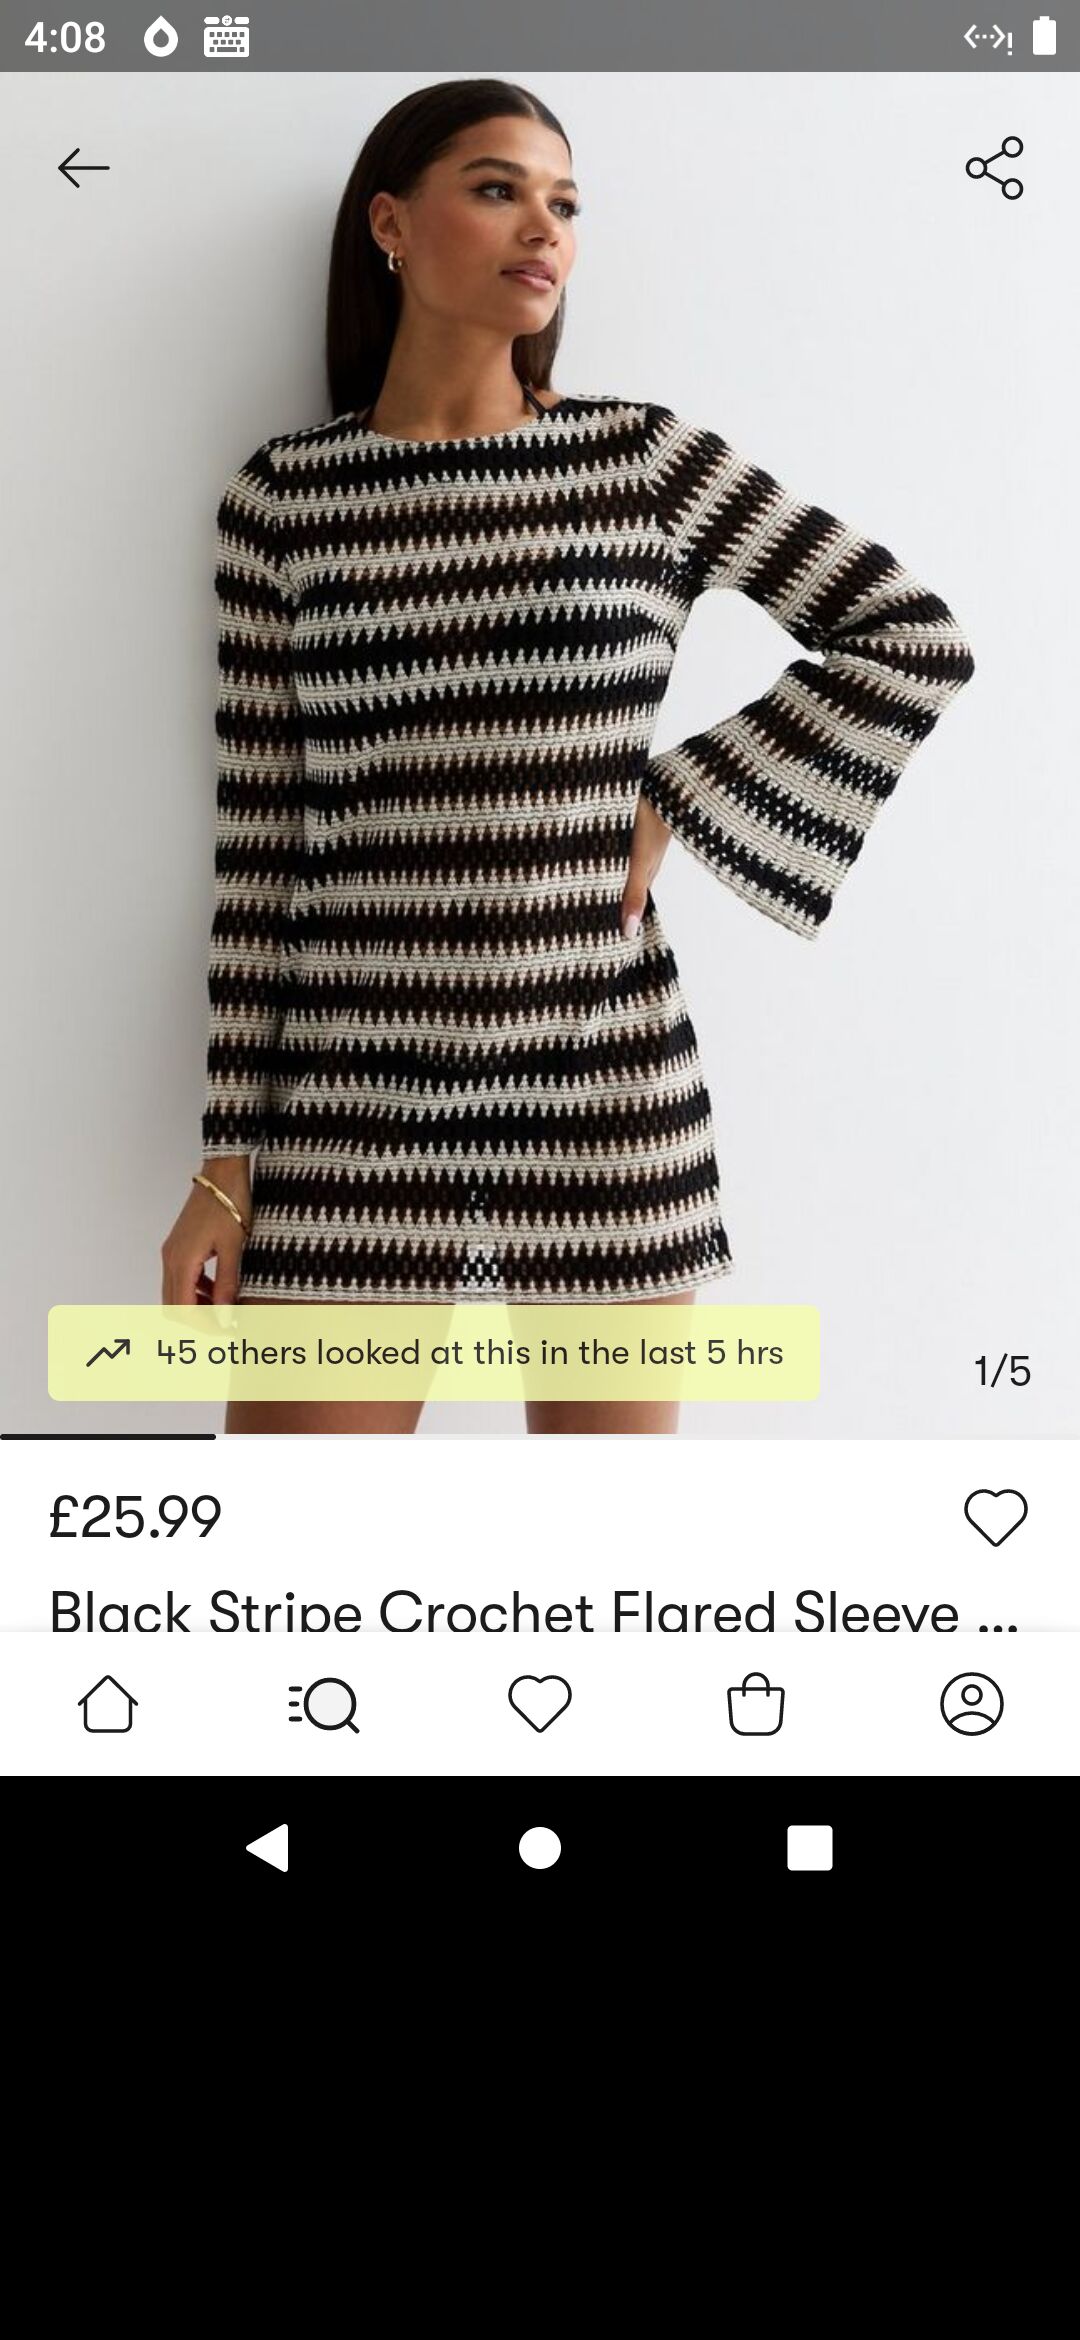 4:08
45 others looked at this in the last 5 hrs
1/5
£25.99
Black Stripe Crochet Flared Sleeve ...